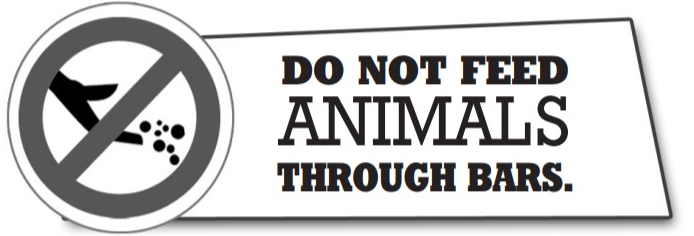 DO NOT FEED
ANIMALS
THROUGH BARS.